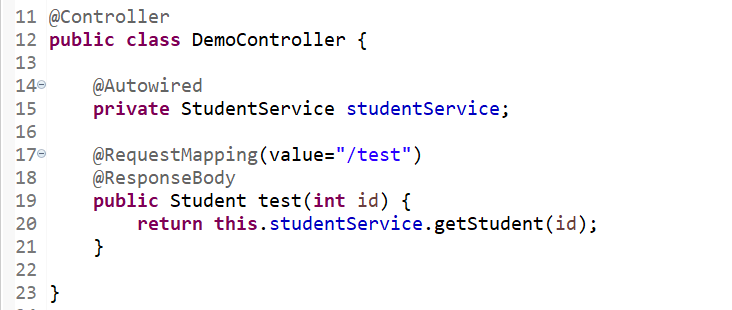 11 @Controller
12 public class DemoController {
13
14 @Autowired
15 private StudentService studentService;
16
17 @RequestMapping(value="/test")
18 @ResponseBody
19 public Student test(int id) {
20 return this.studentService.getStudent(id);
21 }
22
23 }